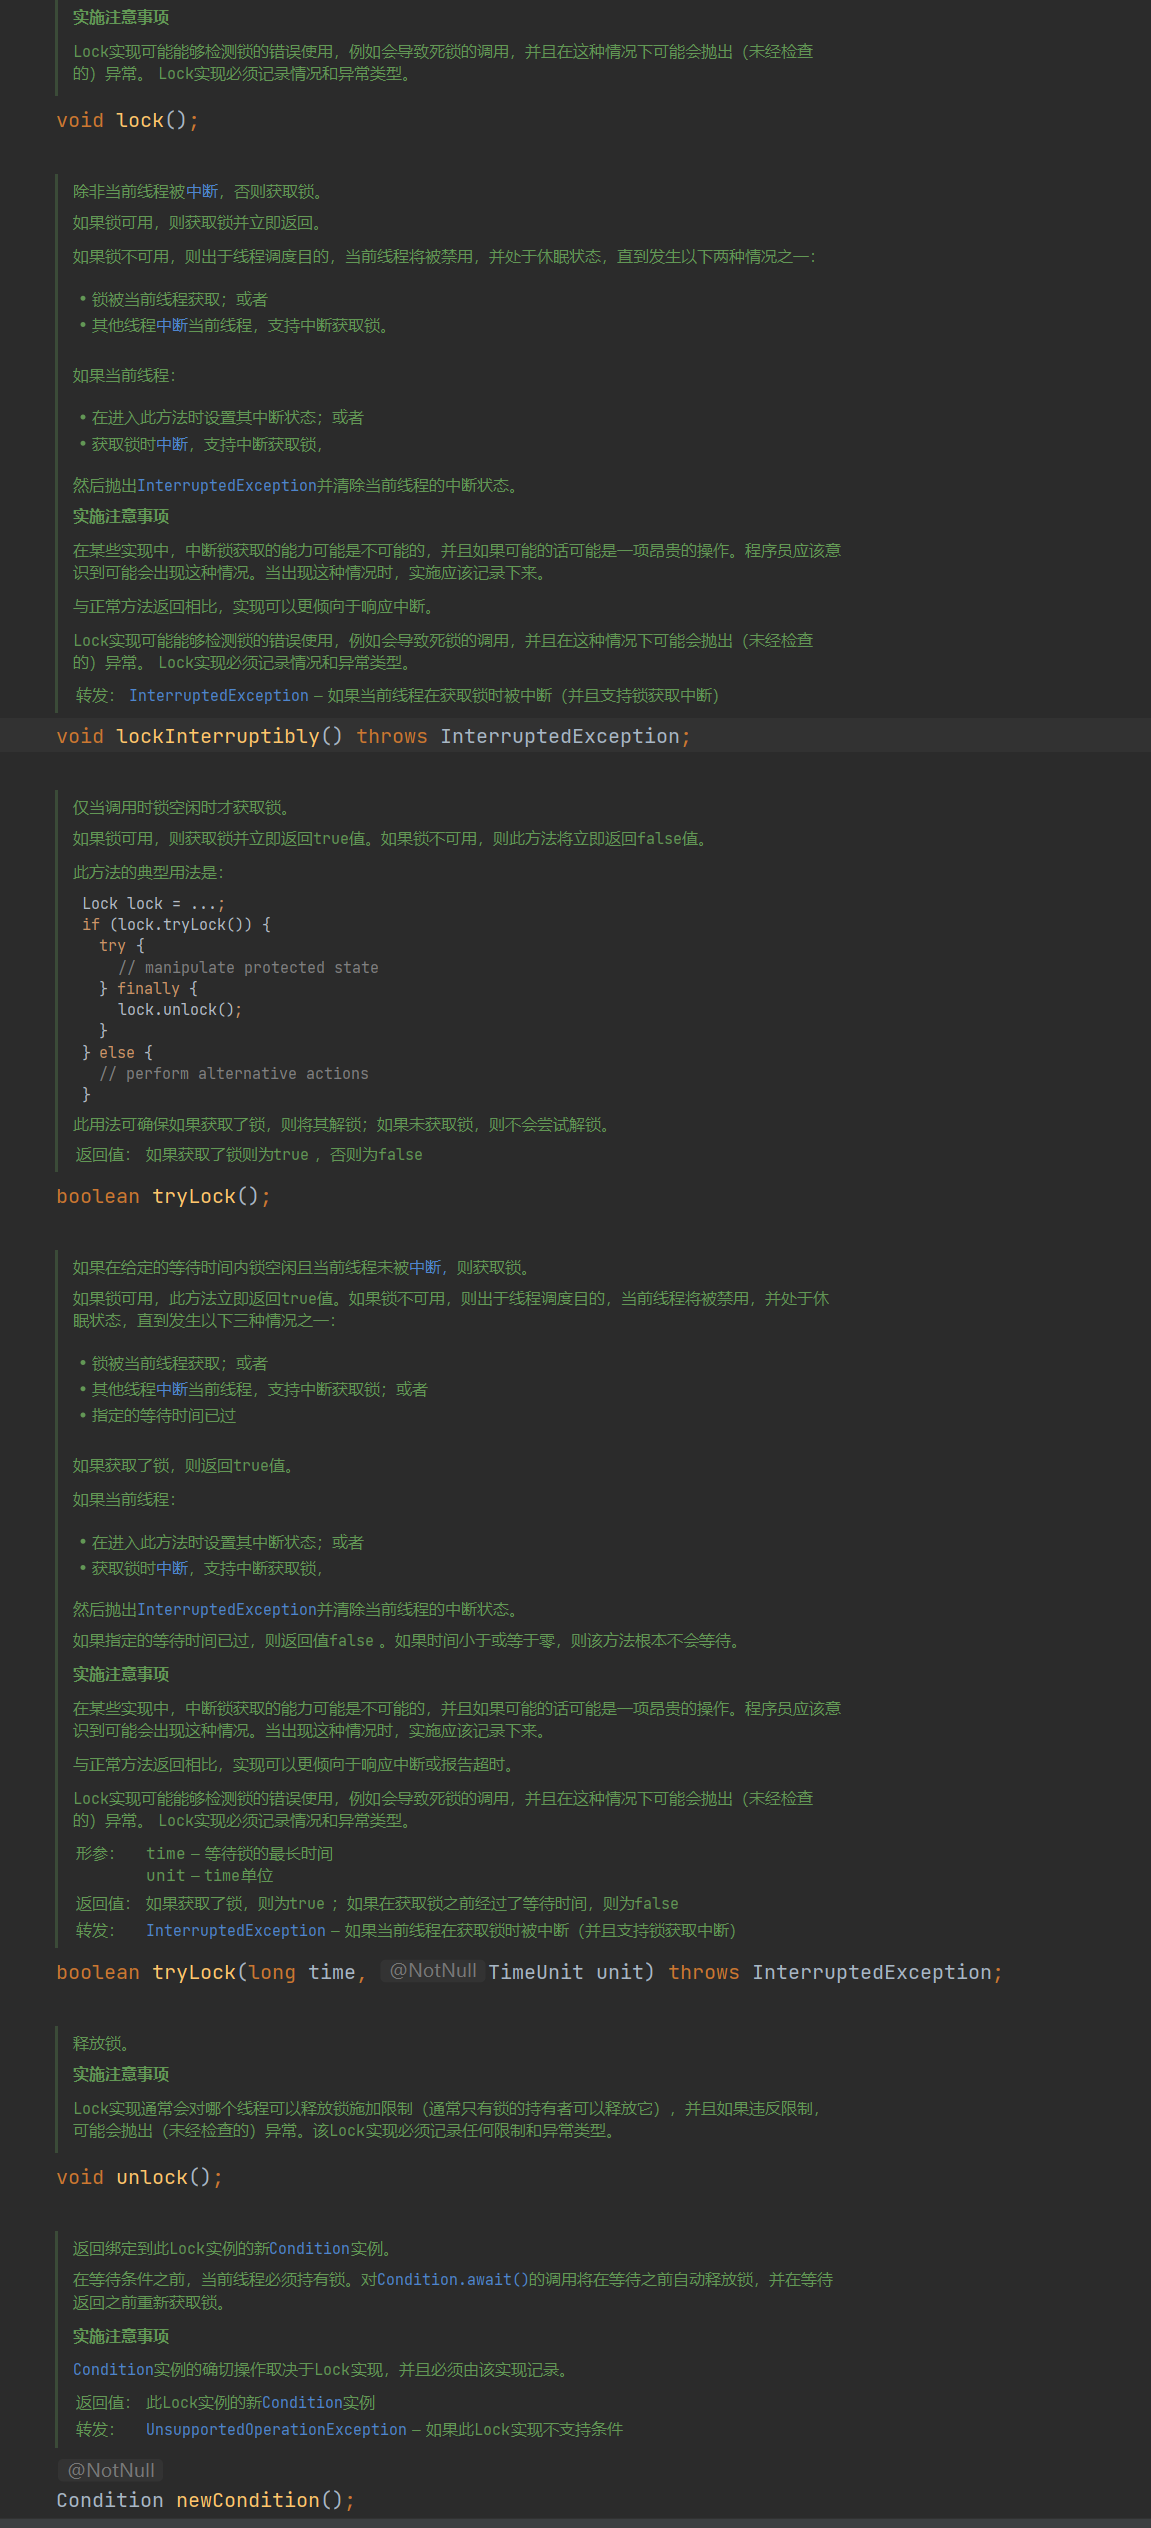 实施注意事项
Lock实现可能能够检测锁的错误使用，例如会导致死锁的调用，并且在这种情况下可能会抛出（未经检查
的）异常。 Lock实现必须记录情况和异常类型。
void lock();
除非当前线程被中断，否则获取锁。
如果锁可用，则获取锁并立即返回。
如果锁不可用，则出于线程调度目的，当前线程将被禁用，并处于休眠状态，直到发生以下两种情况之一：
• 锁被当前线程获取；或者
• 其他线程中断当前线程，支持中断获取锁。
如果当前线程：
• 在进入此方法时设置其中断状态；或者
• 获取锁时中断，支持中断获取锁，
然后抛出InterruptedException并清除当前线程的中断状态。
实施注意事项
在某些实现中，中断锁获取的能力可能是不可能的，并且如果可能的话可能是一项昂贵的操作。程序员应该意
识到可能会出现这种情况。当出现这种情况时，实施应该记录下来。
与正常方法返回相比，实现可以更倾向于响应中断。
Lock实现可能能够检测锁的错误使用，例如会导致死锁的调用，并且在这种情况下可能会抛出（未经检查
的）异常。 Lock实现必须记录情况和异常类型。
转发： InterruptedException – 如果当前线程在获取锁时被中断（并且支持锁获取中断）
void lockInterruptibly() throws InterruptedException;
仅当调用时锁空闲时才获取锁。
如果锁可用，则获取锁并立即返回true值。如果锁不可用，则此方法将立即返回false值。
此方法的典型用法是：
Lock lock = ...;
if (lock.tryLock()) {
try {
// manipulate protected state
} finally {
lock.unlock();
}
} else {
// perform alternative actions
}
此用法可确保如果获取了锁，则将其解锁；如果未获取锁，则不会尝试解锁。
返回值： 如果获取了锁则为true ，否则为false
boolean tryLock();
如果在给定的等待时间内锁空闲且当前线程未被中断，则获取锁。
如果锁可用，此方法立即返回true值。如果锁不可用，则出于线程调度目的，当前线程将被禁用，并处于休
眠状态，直到发生以下三种情况之一：
• 锁被当前线程获取；或者
• 其他线程中断当前线程，支持中断获取锁；或者
• 指定的等待时间已过
如果获取了锁，则返回true值。
如果当前线程：
• 在进入此方法时设置其中断状态；或者
• 获取锁时中断，支持中断获取锁，
然后抛出InterruptedException并清除当前线程的中断状态。
如果指定的等待时间已过，则返回值false 。如果时间小于或等于零，则该方法根本不会等待。
实施注意事项
在某些实现中，中断锁获取的能力可能是不可能的，并且如果可能的话可能是一项昂贵的操作。程序员应该意
识到可能会出现这种情况。当出现这种情况时，实施应该记录下来。
与正常方法返回相比，实现可以更倾向于响应中断或报告超时。
Lock实现可能能够检测锁的错误使用，例如会导致死锁的调用，并且在这种情况下可能会抛出（未经检查
的）异常。 Lock实现必须记录情况和异常类型。
形参： time – 等待锁的最长时间
unit – time单位
返回值： 如果获取了锁，则为true ；如果在获取锁之前经过了等待时间，则为false
转发： InterruptedException – 如果当前线程在获取锁时被中断（并且支持锁获取中断）
boolean tryLock(long time, @NotNull TimeUnit unit) throws InterruptedException;
释放锁。
实施注意事项
Lock实现通常会对哪个线程可以释放锁施加限制（通常只有锁的持有者可以释放它），并且如果违反限制，
可能会抛出（未经检查的）异常。该Lock实现必须记录任何限制和异常类型。
void unlock();
返回绑定到此Lock实例的新Condition实例。
在等待条件之前，当前线程必须持有锁。对Condition.await()的调用将在等待之前自动释放锁，并在等待
返回之前重新获取锁。
实施注意事项
Condition实例的确切操作取决于Lock实现，并且必须由该实现记录。
返回值： 此Lock实例的新Condition实例
转发： UnsupportedOperationException – 如果此Lock实现不支持条件
@NotNull
Condition newCondition();